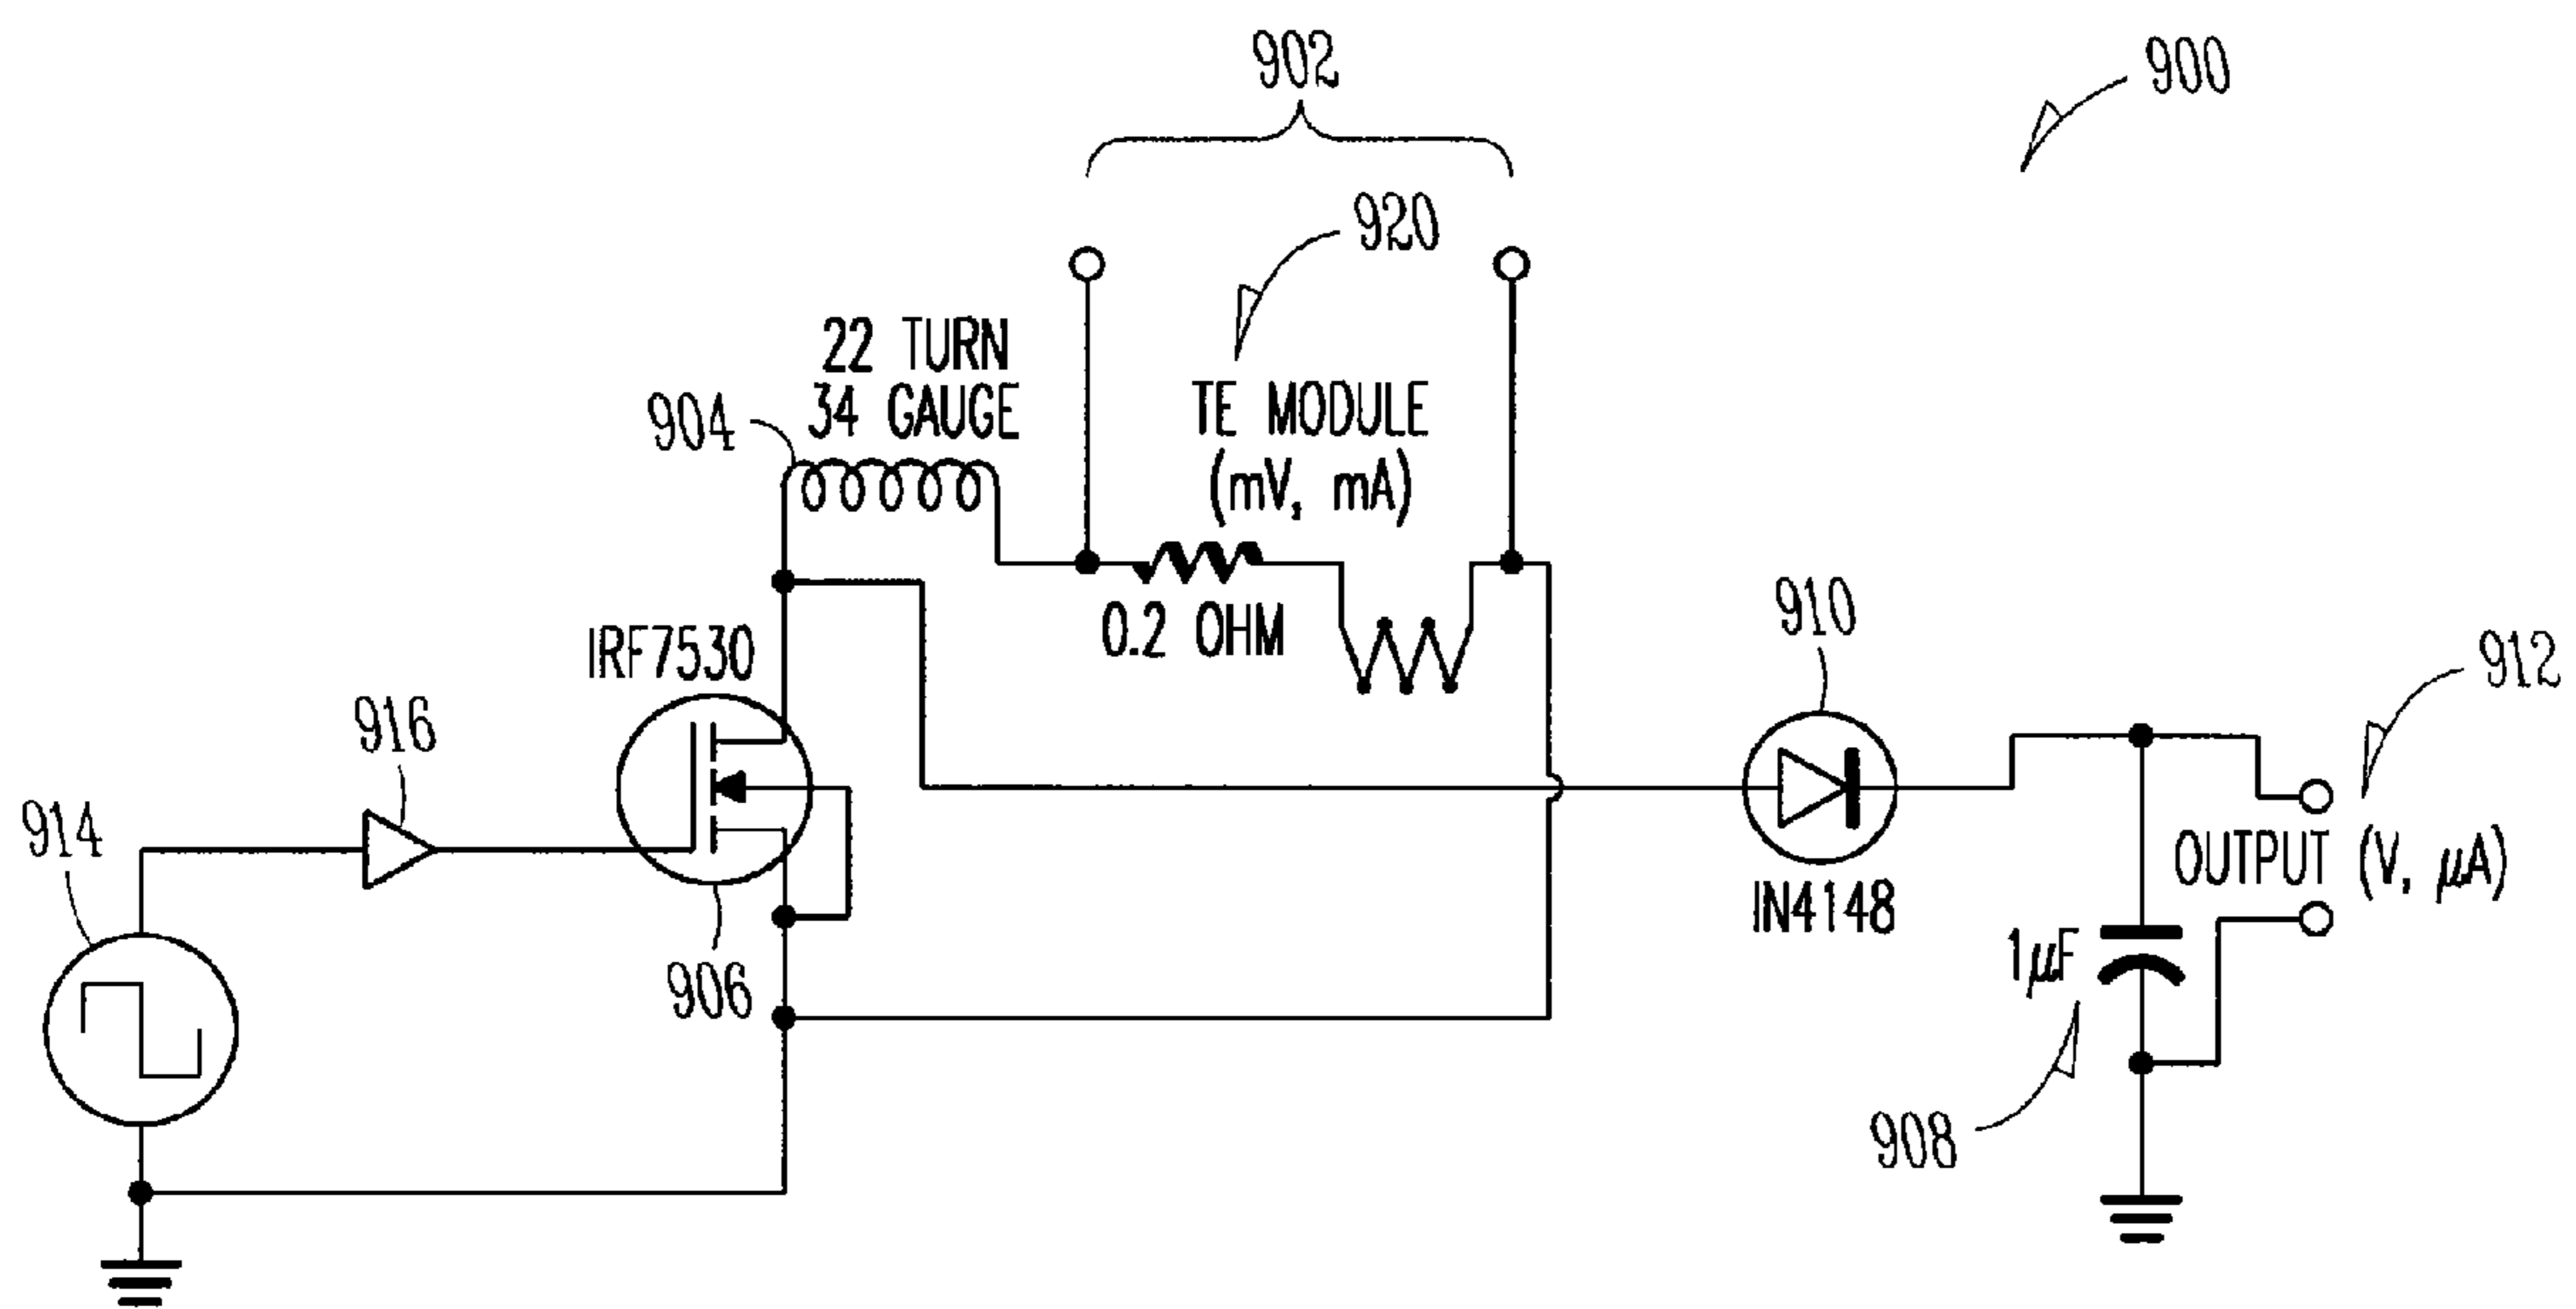 902
900
920
22 TURN
34 GAUGE
904
TE MODULE
(mV, mA)
0.2 OHM
IRF7530
910
912
916
914
OUTPUT (V, µA)
IN4148
1µF
906
908